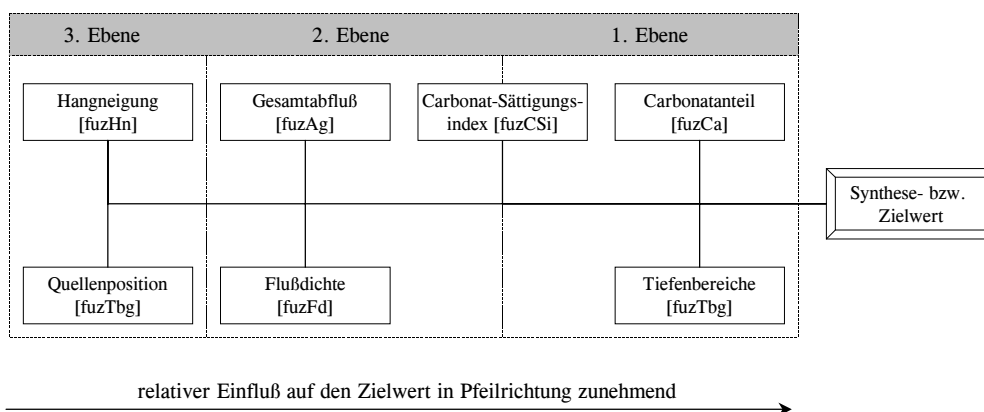 3. Ebene
2. Ebene
1. Ebene
Hangneigung
[fuzHn]
Gesamtabfluß
[fuzAg]
Carbonat-Sättigungs-
index [fuzCSi]
Carbonatanteil
[fuzCa]
Synthese- bzw.
Zielwert
Quellenposition
[fuzTbg]
Flußdichte
[fuzFd]
Tiefenbereiche
[fuzTbg]
relativer Einfluß auf den Zielwert in Pfeilrichtung zunehmend